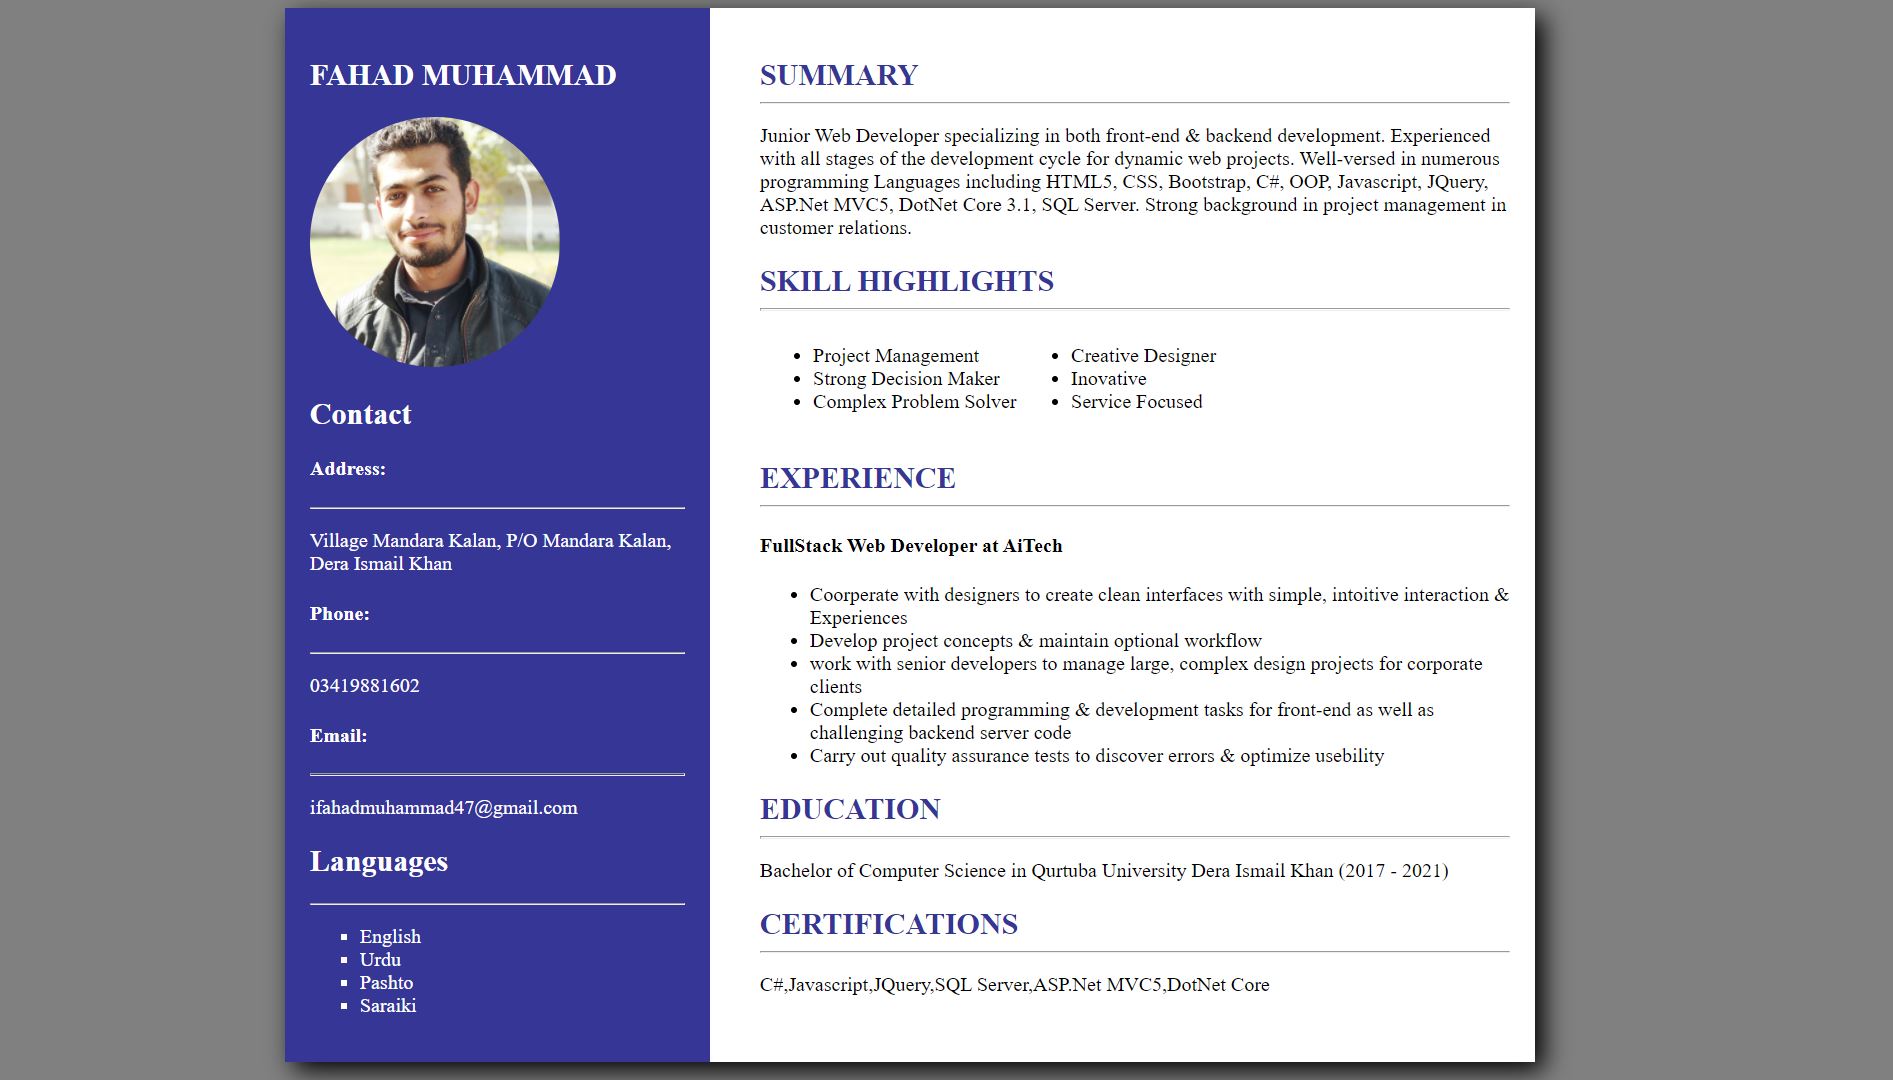 FAHAD MUHAMMAD
Contact
Address:
Village Mandara Kalan, P/O Mandara Kalan,
Dera Ismail Khan
Phone:
03419881602
Email:
ifahadmuhammad47@gmail.com
Languages
English
Urdu
Pashto
Saraiki
SUMMARY
Junior Web Developer specializing in both front-end & backend development. Experienced
with all stages of the development cycle for dynamic web projects. Well-versed in numerous
programming Languages including HTML5, CSS, Bootstrap, C#, OOP, Javascript, JQuery,
ASP.Net MVC5, DotNet Core 3.1, SQL Server. Strong background in project management in
customer relations.
SKILL HIGHLIGHTS
Project Management
Strong Decision Maker
Complex Problem Solver
Creative Designer
Inovative
Service Focused
EXPERIENCE
FullStack Web Developer at AiTech
Coorperate with designers to create clean interfaces with simple, intoitive interaction &
Experiences
Develop project concepts & maintain optional workflow
work with senior developers to manage large, complex design projects for corporate
clients
Complete detailed programming & development tasks for front-end as well as
challenging backend server code
Carry out quality assurance tests to discover errors & optimize usebility
EDUCATION
Bachelor of Computer Science in Qurtuba University Dera Ismail Khan (2017 - 2021)
CERTIFICATIONS
C#,Javascript,JQuery,SQL Server,ASP.Net MVC5,DotNet Core